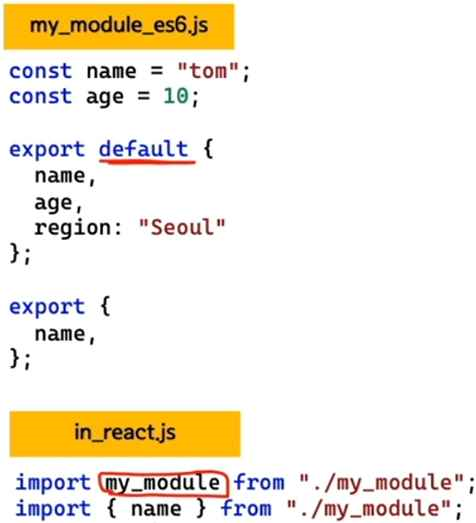 my_module_es6.js
const name = "tom";
const age = 10;
export default {
  name,
  age,
  region: "Seoul"
};
export {
  name,
};
in_react.js
import my_module from "./my_module";
import { name } from "./my_module";